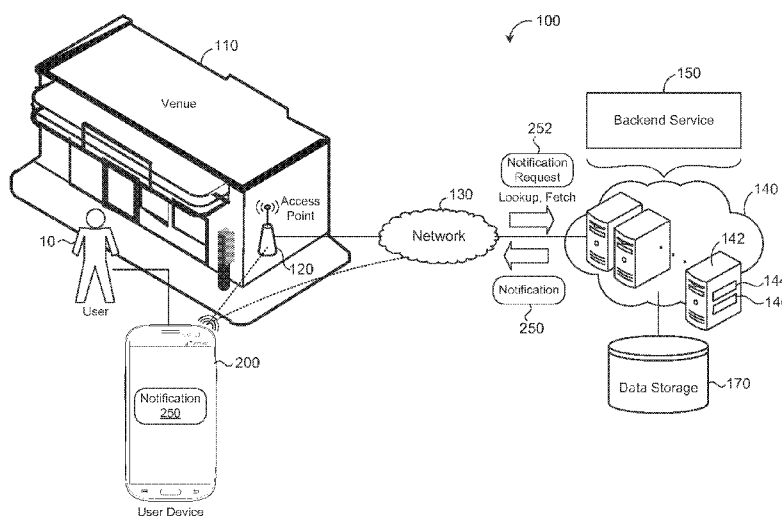 100
110
150
Venue
Backend Service
252
Notification
Request
Lookup, Fetch
140
130
Access
Point
142
10
Network
120
144
User
Notification
250
200
Notification
250
Data Storage
170
User Device